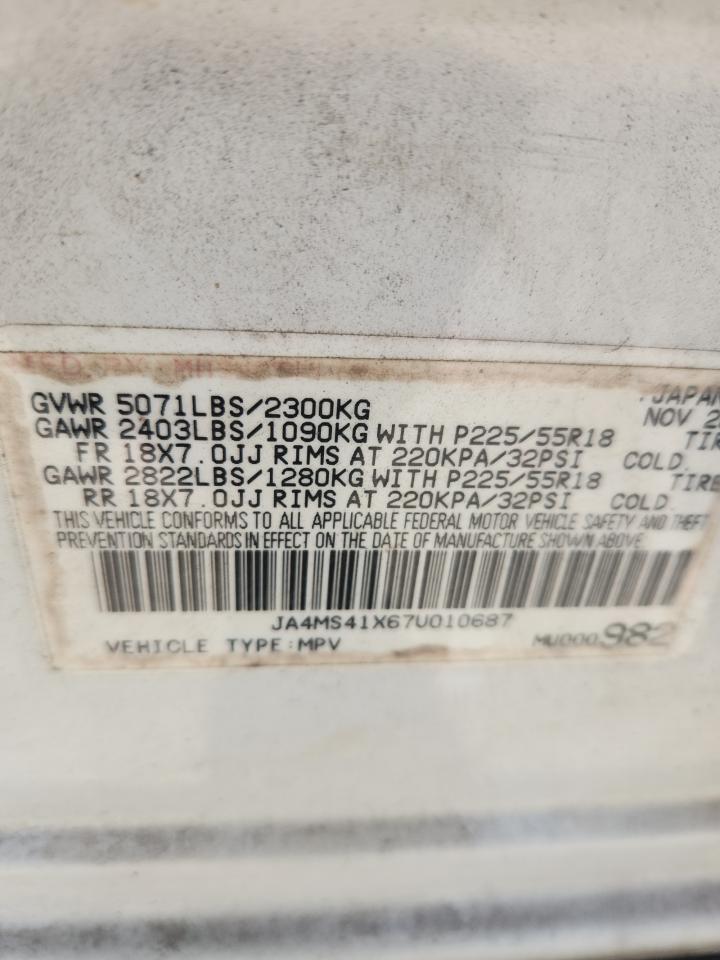 JAPAN
GVWR 5071LBS/2300KG NOV 2
GAWR 2403LBS/1090KG WITH P225/55R18 TIR
FR 18X7.0JJ RIMS AT 220KPA/32PSI COLD.
GAWR 2822LBS/1280KG WITH P225/55R18 TIRE
RR 18X7.0JJ RIMS AT 220KPA/32PSI COLD.
THIS VEHICLE CONFORMS TO ALL APPLICABLE FEDERAL MOTOR VEHICLE SAFETY AND THEFT
PREVENTION STANDARDS IN EFFECT ON THE DATE OF MANUFACTURE SHOWN ABOVE
JA4MS41X67U010687
VEHICLE TYPE:MPV MU000982